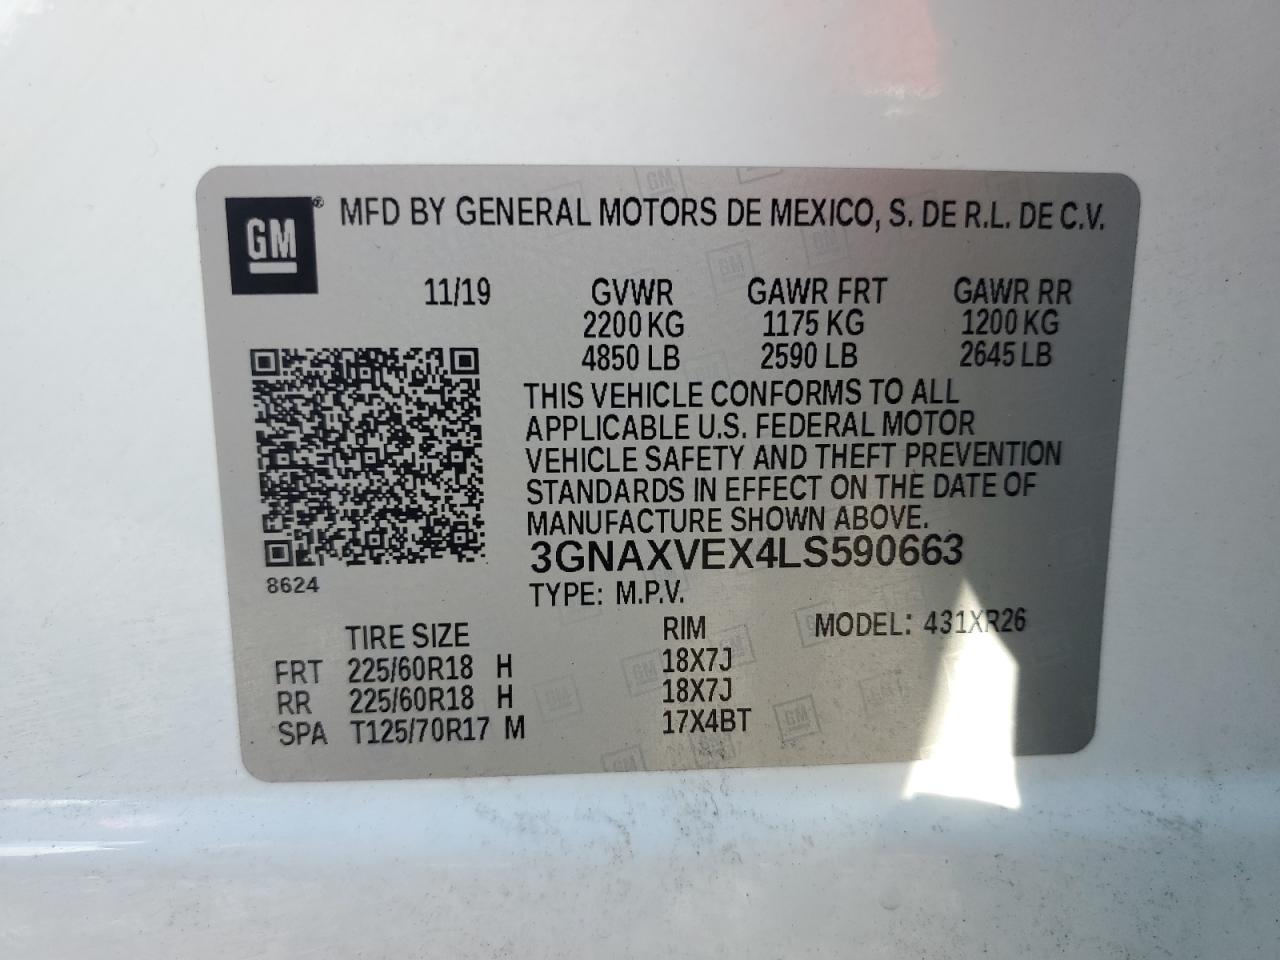 GM ® MFD BY GENERAL MOTORS DE MEXICO, S. DE R.L. DE C.V.
11/19 GVWR GAWR FRT GAWR RR
2200 KG 1175 KG 1200 KG
4850 LB 2590 LB 2645 LB
THIS VEHICLE CONFORMS TO ALL
APPLICABLE U.S. FEDERAL MOTOR
VEHICLE SAFETY AND THEFT PREVENTION
STANDARDS IN EFFECT ON THE DATE OF
MANUFACTURE SHOWN ABOVE.
3GNAXVEX4LS590663
8624
TYPE: M.P.V.
TIRE SIZE RIM MODEL: 431XR26
FRT 225/60R18 H 18X7J
RR 225/60R18 H 18X7J
SPA T125/70R17 M 17X4BT